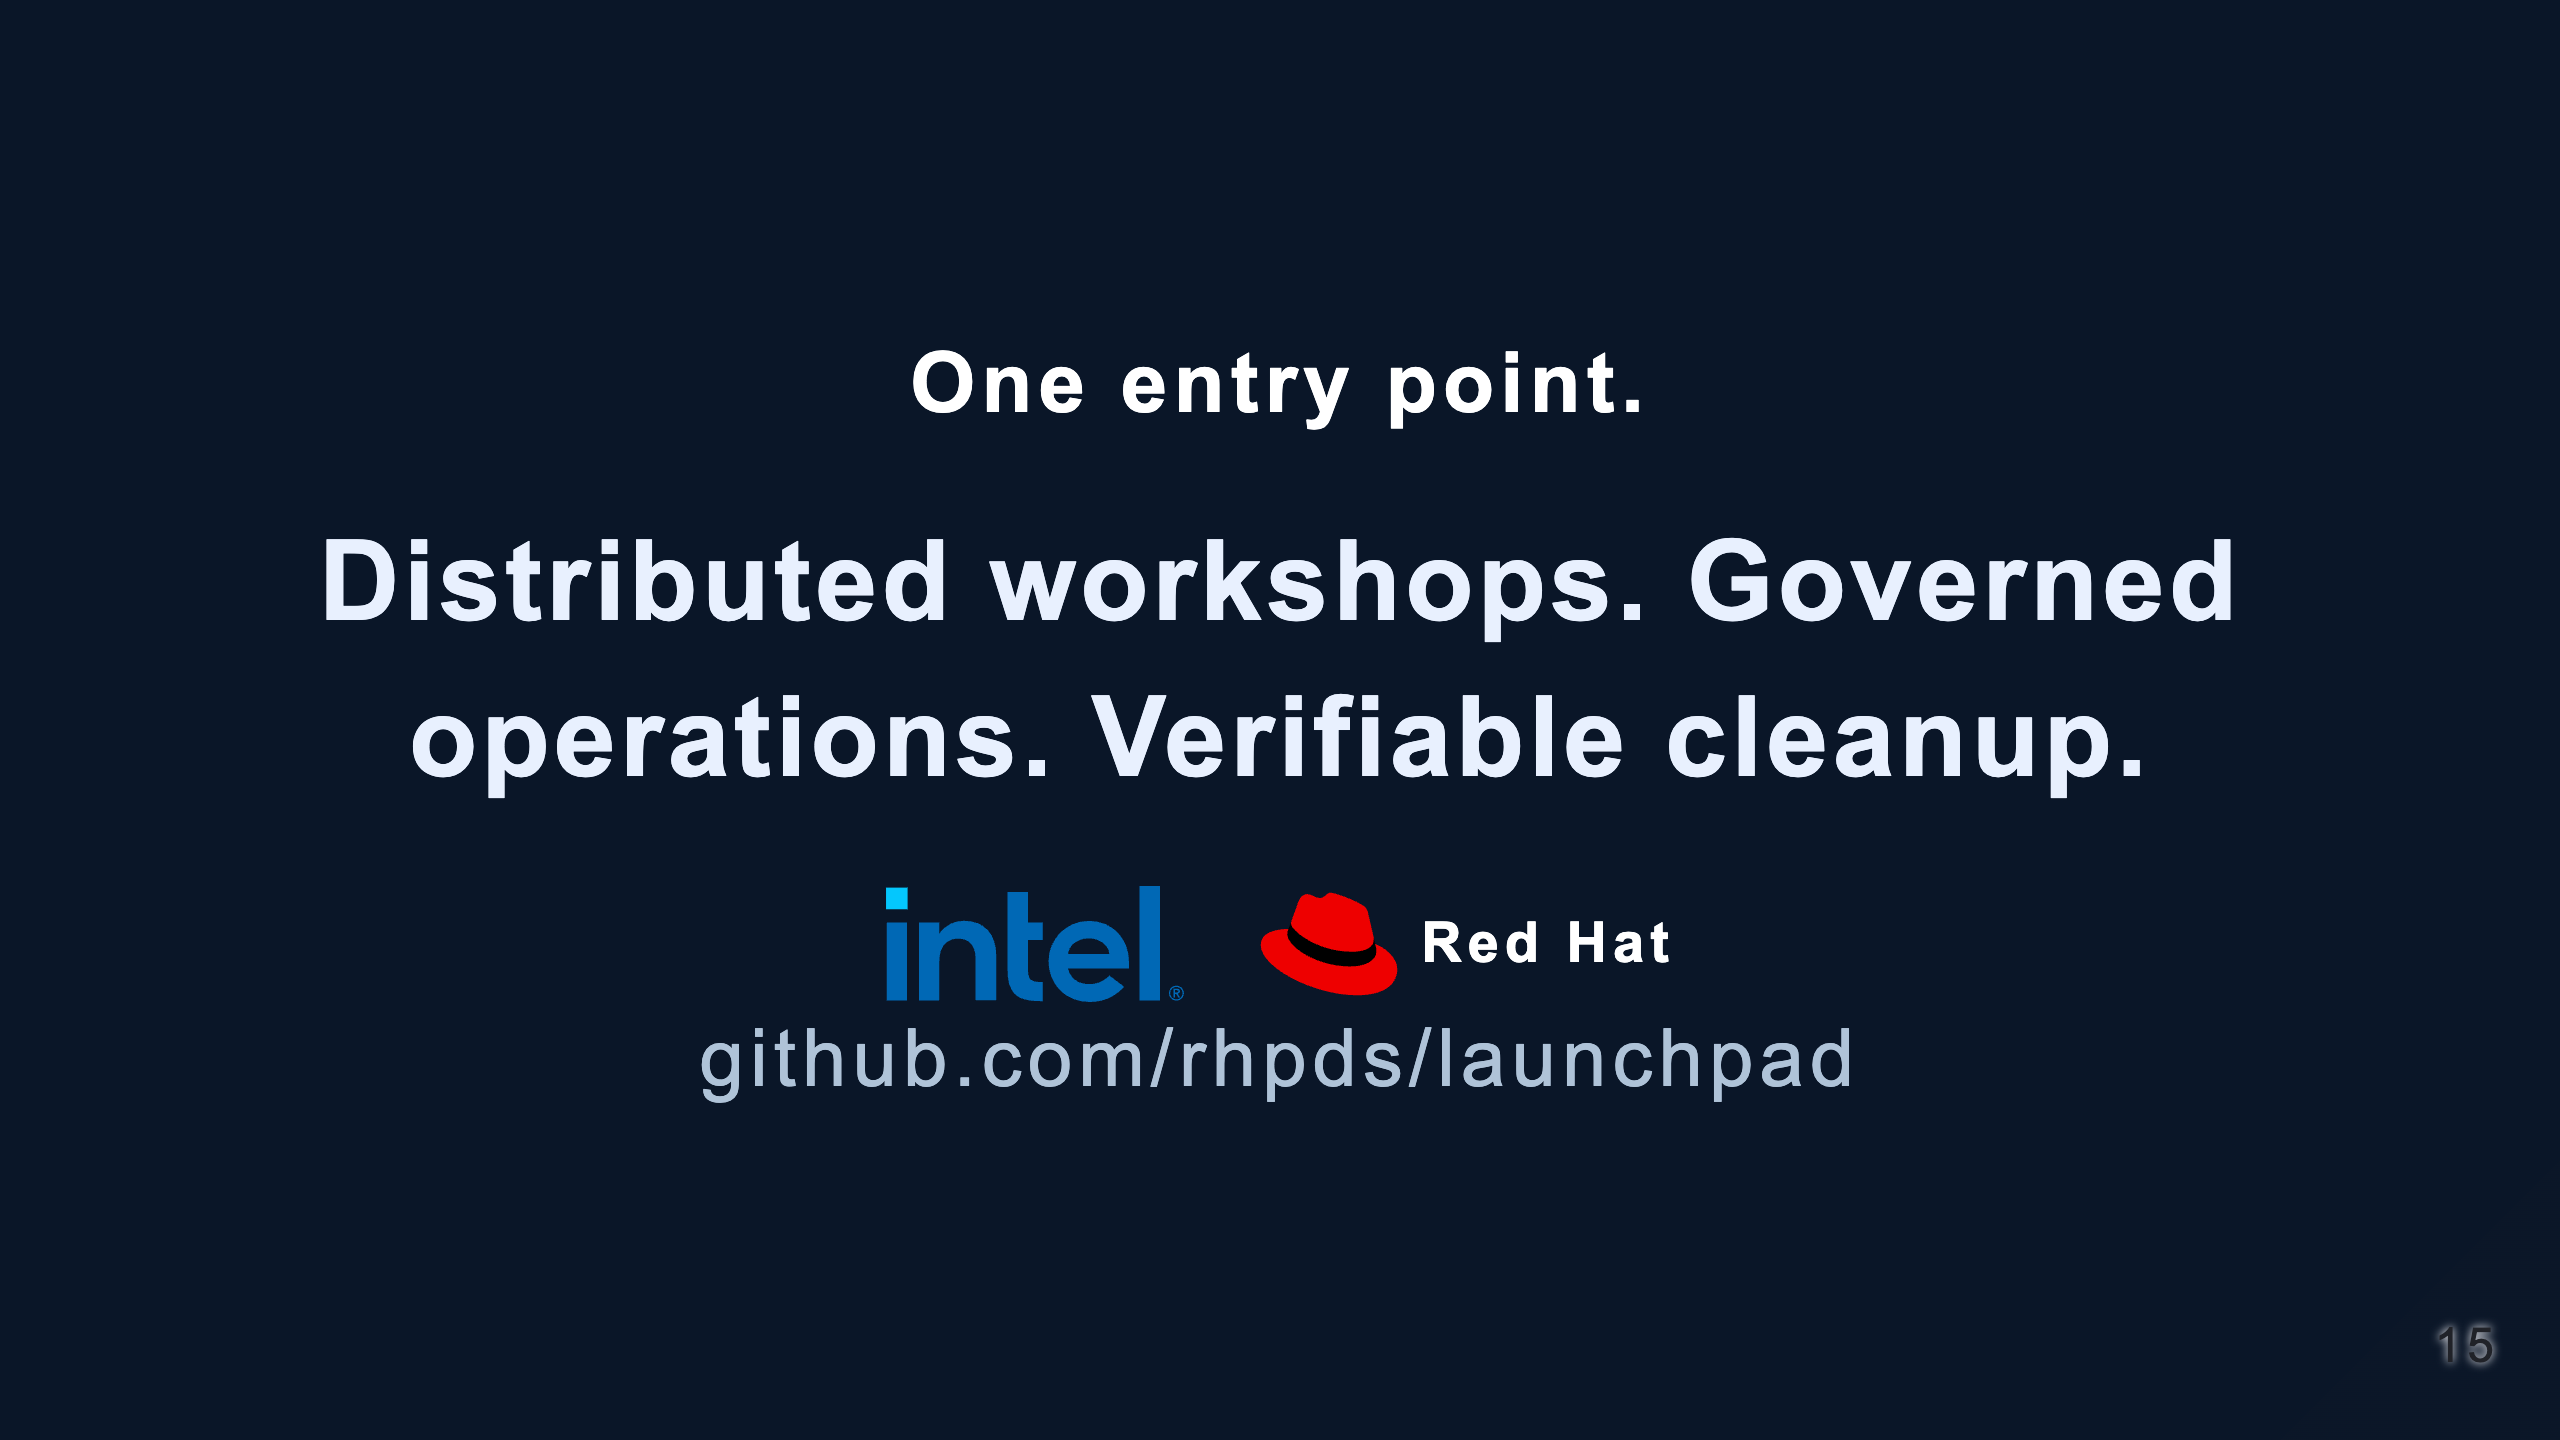 One entry point.
Distributed workshops. Governed
operations. Verifiable cleanup.
intel®
Red Hat
github.com/rhpds/launchpad
15